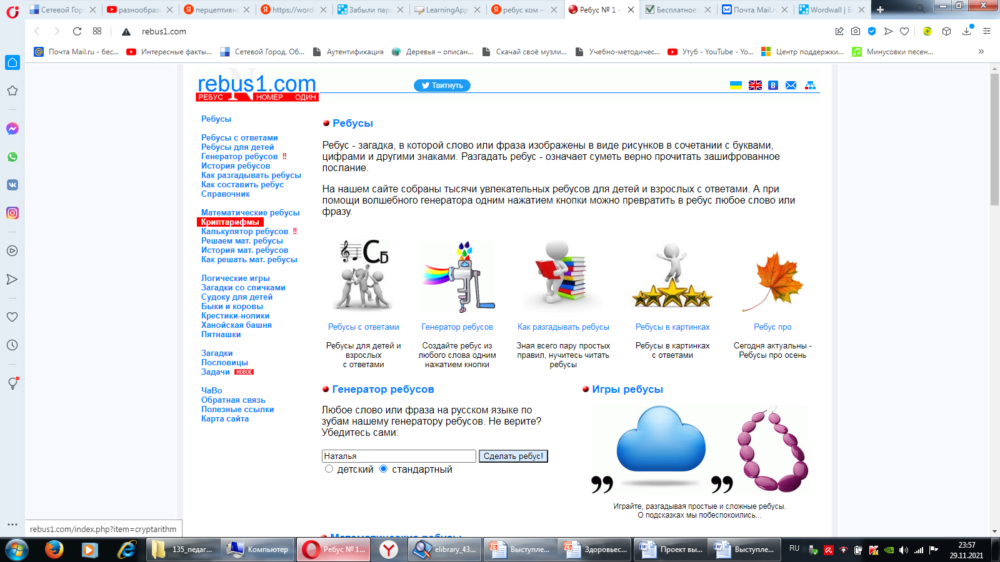 Сетевой Горо
разнообрази
перцептивны
https://word
Забыли паро
LearningApp
ребус ком —
Ребус № 1 -
Бесплатное
Почта Mail.r
Wordwall | Б
rebus1.com
Почта Mail.ru - бес...
Интересные факты...
Сетевой Город. Об...
Аутентификация
Деревья – описан...
Скачай своё музли...
Учебно-методичес...
Утуб - YouTube - Yo...
Центр поддержки...
Минусовки песен...
rebus1.com
РЕБУС N НОМЕР ОДИН
Твитнуть
Ребусы
Ребусы с ответами
Ребусы для детей
Генератор ребусов !!
История ребусов
Как разгадывать ребусы
Как составить ребус
Справочник
Математические ребусы
Криптарифмы
Калькулятор ребусов !!
Решаем мат. ребусы
История мат. ребусов
Как решать мат. ребусы
Логические игры
Загадки со спичками
Судоку для детей
Быки и коровы
Крестики-нолики
Ханойская башня
Пятнашки
Загадки
Пословицы
Задачи НОВОЕ
ЧаВо
Обратная связь
Полезные ссылки
Карта сайта
Ребусы
Ребус - загадка, в которой слово или фраза изображены в виде рисунков в сочетании с буквами,
цифрами и другими знаками. Разгадать ребус - означает суметь верно прочитать зашифрованное
послание.
На нашем сайте собраны тысячи увлекательных ребусов для детей и взрослых с ответами. А при
помощи волшебного генератора одним нажатием кнопки можно превратить в ребус любое слово или
фразу.
СБ
Ребусы с ответами
Ребусы для детей и
взрослых
с ответами
Генератор ребусов
Создайте ребус из
любого слова одним
нажатием кнопки
Как разгадывать ребусы
Зная всего пару простых
правил, нучитесь читать
ребусы
Ребусы в картинках
Ребусы в картинках
с ответами
Ребус про
Сегодня актуальны -
Ребусы про осень
Генератор ребусов
Любое слово или фраза на русском языке по
зубам нашему генератору ребусов. Не верите?
Убедитесь сами:
Наталья
Сделать ребус!
детский стандартный
Игры ребусы
,, ,,
Играйте, разгадывая простые и сложные ребусы.
О подсказках мы побеспокоились...
Математические ребусы
rebus1.com/index.php?item=cryptarithm
135_педаг...
Компьютер
Ребус № 1...
elibrary_43...
Выступле...
Здоровьес...
Проект вы...
Выступле...
RU
23:57
29.11.2021